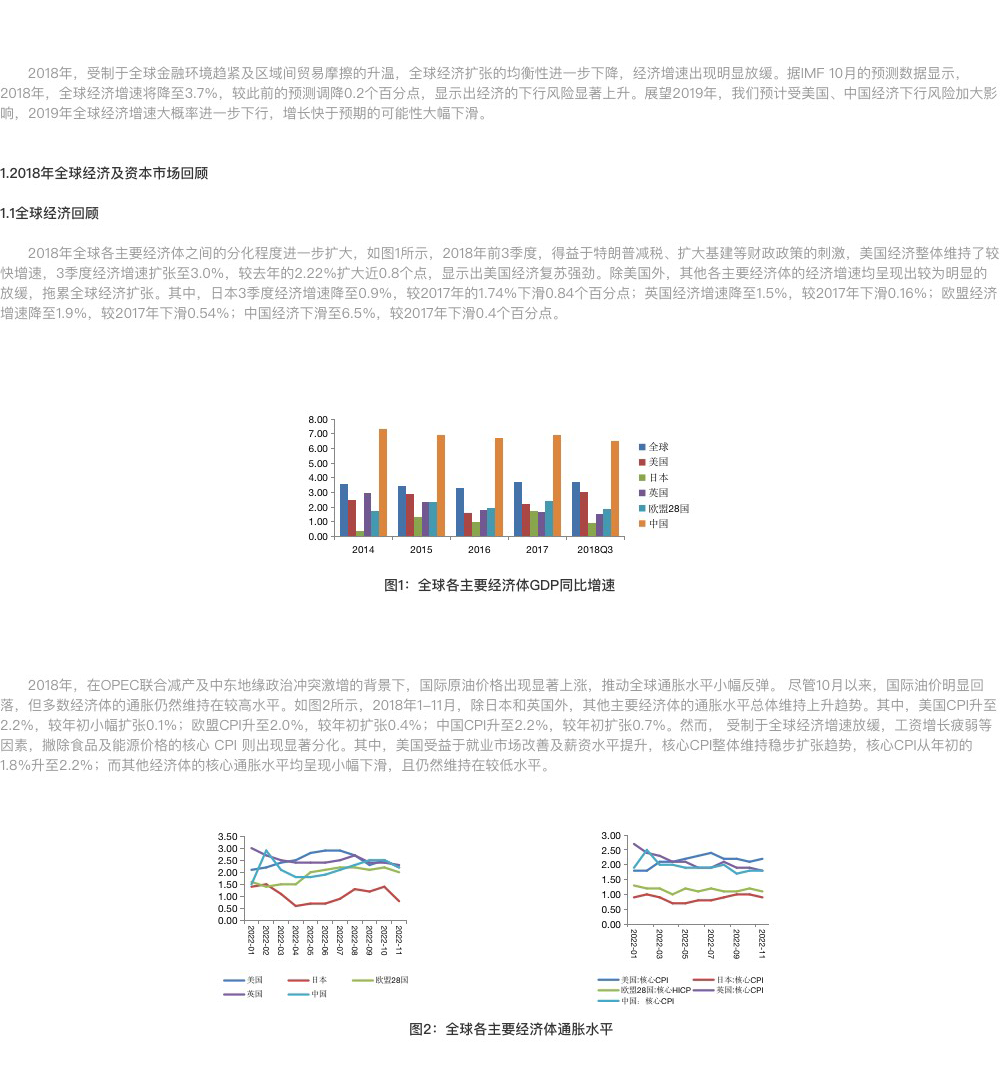 2018年，受制于全球金融环境趋紧及区域间贸易摩擦的升温，全球经济扩张的均衡性进一步下降，经济增速出现明显放缓。据IMF 10月的预测数据显示，
2018年，全球经济增速将降至3.7%，较此前的预测调降0.2个百分点，显示出经济的下行风险显著上升。展望2019年，我们预计受美国、中国经济下行风险加大影
响，2019年全球经济增速大概率进一步下行，增长快于预期的可能性大幅下滑。
1.2018年全球经济及资本市场回顾
1.1全球经济回顾
2018年全球各主要经济体之间的分化程度进一步扩大，如图1所示，2018年前3季度，得益于特朗普减税、扩大基建等财政政策的刺激，美国经济整体维持了较
快增速，3季度经济增速扩张至3.0%，较去年的2.22%扩大近0.8个点，显示出美国经济复苏强劲。除美国外，其他各主要经济体的经济增速均呈现出较为明显的
放缓，拖累全球经济扩张。其中，日本3季度经济增速降至0.9%，较2017年的1.74%下滑0.84个百分点；英国经济增速降至1.5%，较2017年下滑0.16%；欧盟经济
增速降至1.9%，较2017年下滑0.54%；中国经济下滑至6.5%，较2017年下滑0.4个百分点。
8.00
7.00
6.00
5.00
4.00
3.00
2.00
1.00
0.00
2014 2015 2016 2017 2018Q3
全球
美国
日本
英国
欧盟28国
中国
图1：全球各主要经济体GDP同比增速
2018年，在OPEC联合减产及中东地缘政治冲突激增的背景下，国际原油价格出现显著上涨，推动全球通胀水平小幅反弹。 尽管10月以来，国际油价明显回
落，但多数经济体的通胀仍然维持在较高水平。如图2所示，2018年1-11月，除日本和英国外，其他主要经济体的通胀水平总体维持上升趋势。其中，美国CPI升至
2.2%，较年初小幅扩张0.1%；欧盟CPI升至2.0%，较年初扩张0.4%；中国CPI升至2.2%，较年初扩张0.7%。然而， 受制于全球经济增速放缓，工资增长疲弱等
因素，撇除食品及能源价格的核心 CPI 则出现显著分化。其中，美国受益于就业市场改善及薪资水平提升，核心CPI整体维持稳步扩张趋势，核心CPI从年初的
1.8%升至2.2%；而其他经济体的核心通胀水平均呈现小幅下滑，且仍然维持在较低水平。
3.50
3.00
2.50
2.00
1.50
1.00
0.50
0.00
2022-01
2022-02
2022-03
2022-04
2022-05
2022-06
2022-07
2022-08
2022-09
2022-10
2022-11
美国 日本 欧盟28国
英国 中国
3.00
2.50
2.00
1.50
1.00
0.50
0.00
2022-01
2022-03
2022-05
2022-07
2022-09
2022-11
美国:核心CPI 日本:核心CPI
欧盟28国:核心HICP 英国:核心CPI
中国：核心CPI
图2：全球各主要经济体通胀水平